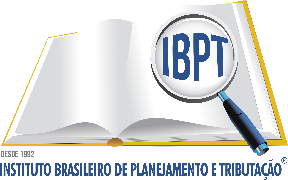 IBPT
DESDE 1992
INSTITUTO BRASILEIRO DE PLANEJAMENTO E TRIBUTAÇÃO®